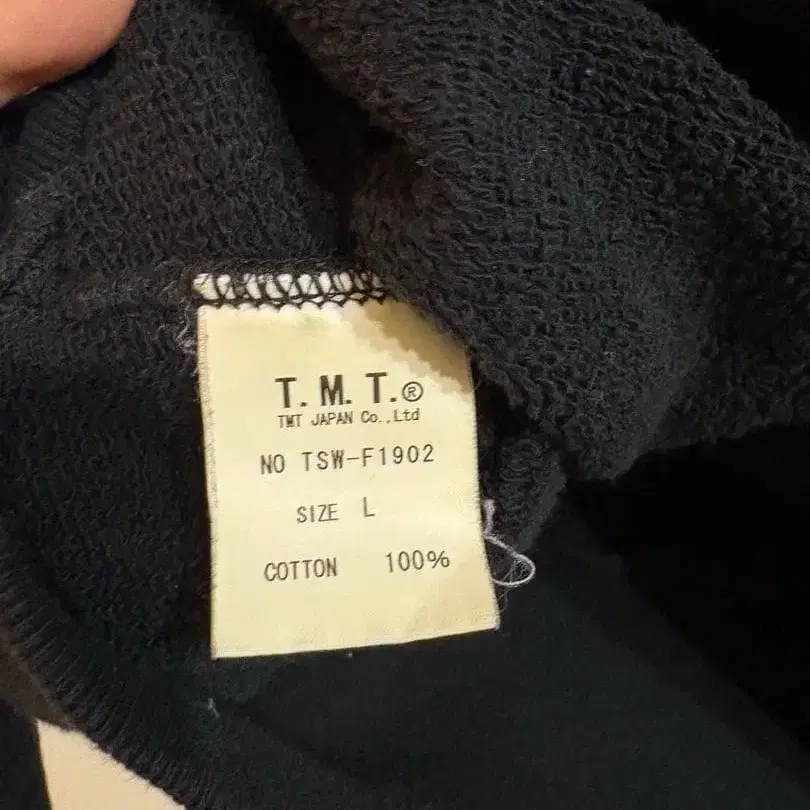 T.M.T.®
TMT JAPAN Co.,Ltd
NO TSW-F1902
SIZE L
COTTON 100%